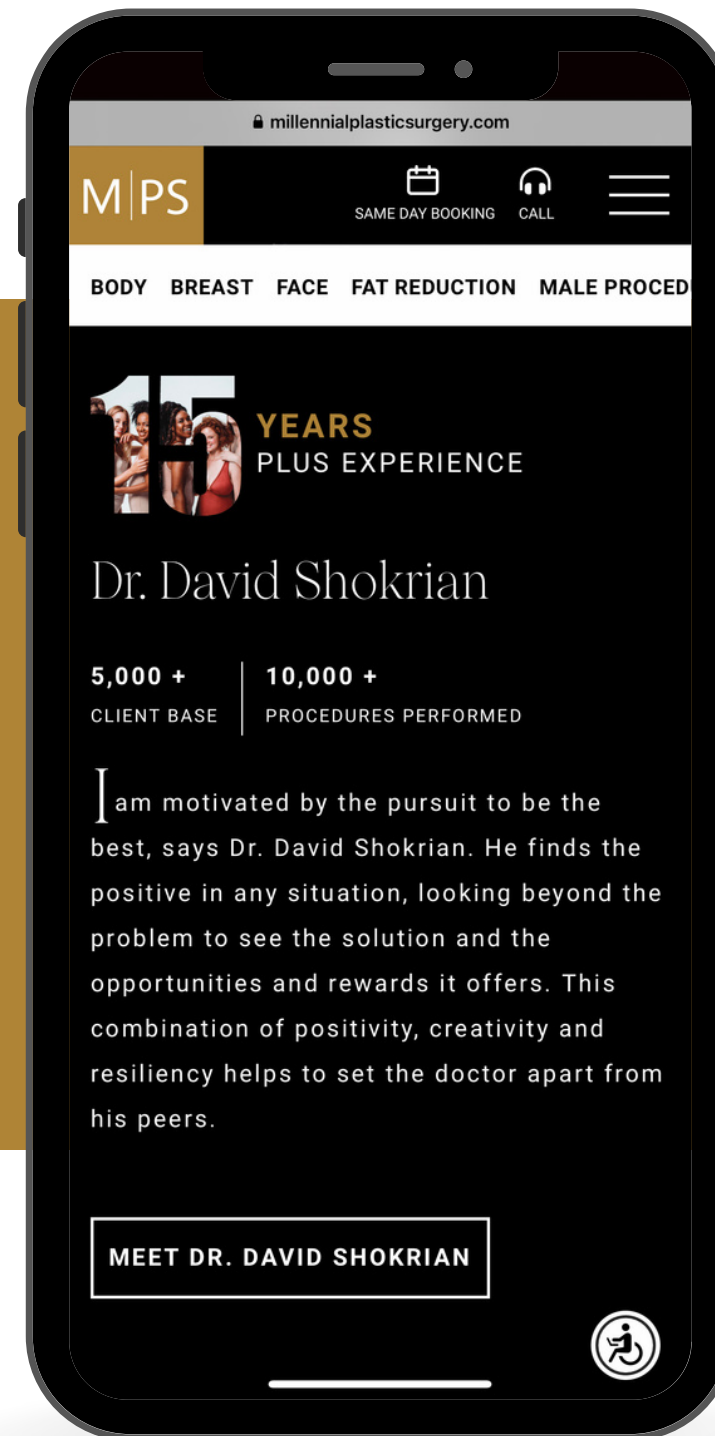 millennialplasticsurgery.com
M|PS
SAME DAY BOOKING
CALL
BODY BREAST FACE FAT REDUCTION MALE PROCED
15
YEARS
PLUS EXPERIENCE
Dr. David Shokrian
5,000 +
CLIENT BASE
10,000 +
PROCEDURES PERFORMED
I am motivated by the pursuit to be the
best, says Dr. David Shokrian. He finds the
positive in any situation, looking beyond the
problem to see the solution and the
opportunities and rewards it offers. This
combination of positivity, creativity and
resiliency helps to set the doctor apart from
his peers.
MEET DR. DAVID SHOKRIAN